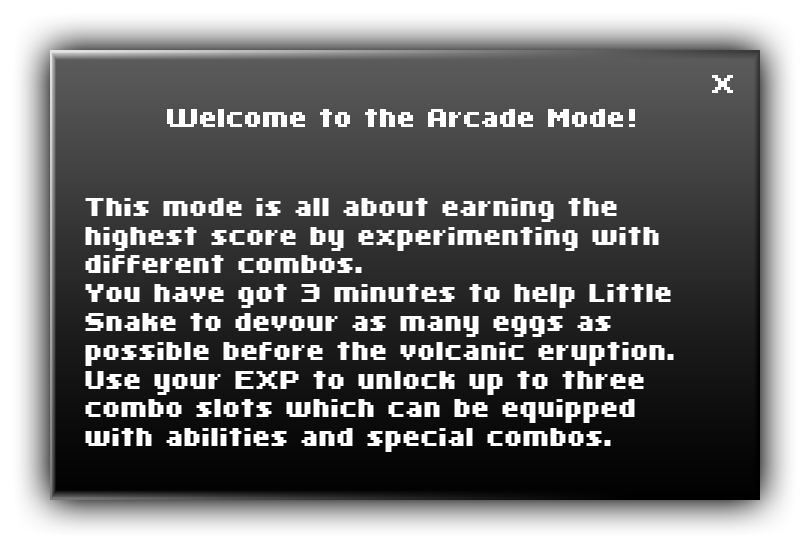 X
Welcome to the Arcade Mode!
This mode is all about earning the
highest score by experimenting with
different combos.
You have got 3 minutes to help Little
Snake to devour as many eggs as
possible before the volcanic eruption.
Use your EXP to unlock up to three
combo slots which can be equipped
with abilities and special combos.